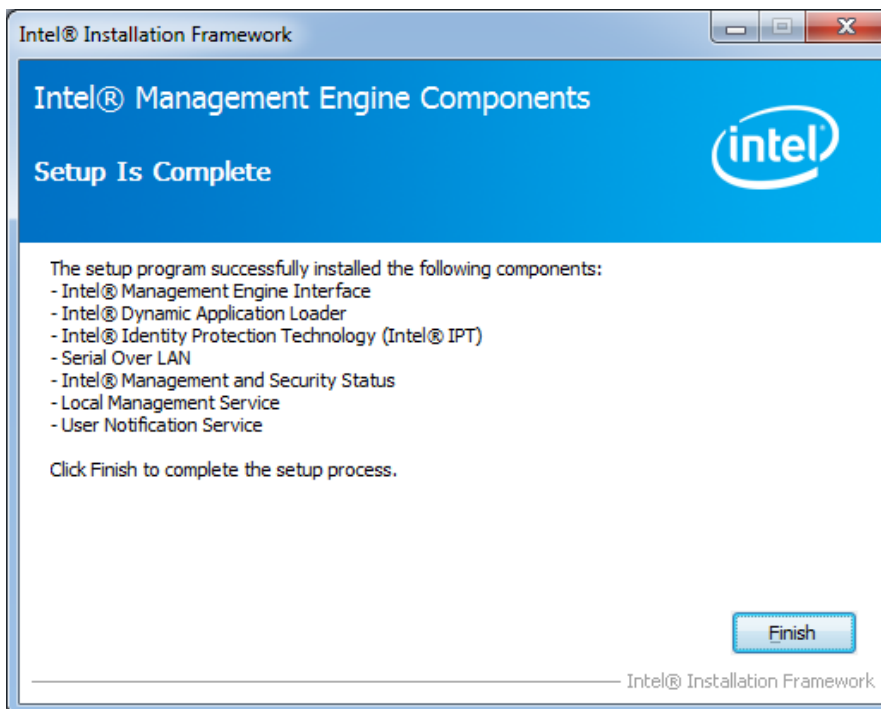 Intel® Installation Framework
Intel® Management Engine Components
Setup Is Complete
intel®
The setup program successfully installed the following components:
- Intel® Management Engine Interface
- Intel® Dynamic Application Loader
- Intel® Identity Protection Technology (Intel® IPT)
- Serial Over LAN
- Intel® Management and Security Status
- Local Management Service
- User Notification Service
Click Finish to complete the setup process.
Finish
Intel® Installation Framework